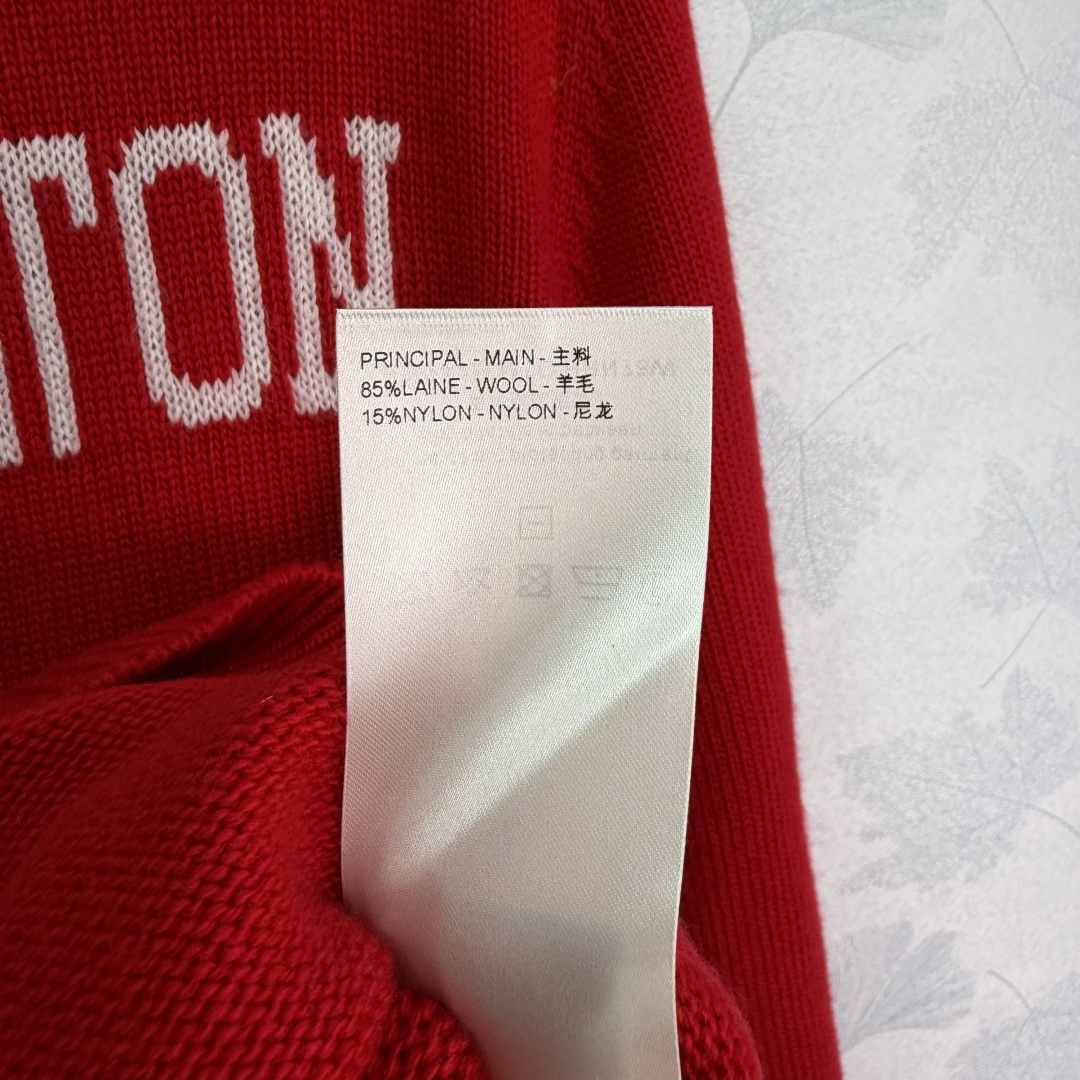 TON
PRINCIPAL - MAIN - 主料
85%LAINE - WOOL - 羊毛
15%NYLON - NYLON - 尼龙